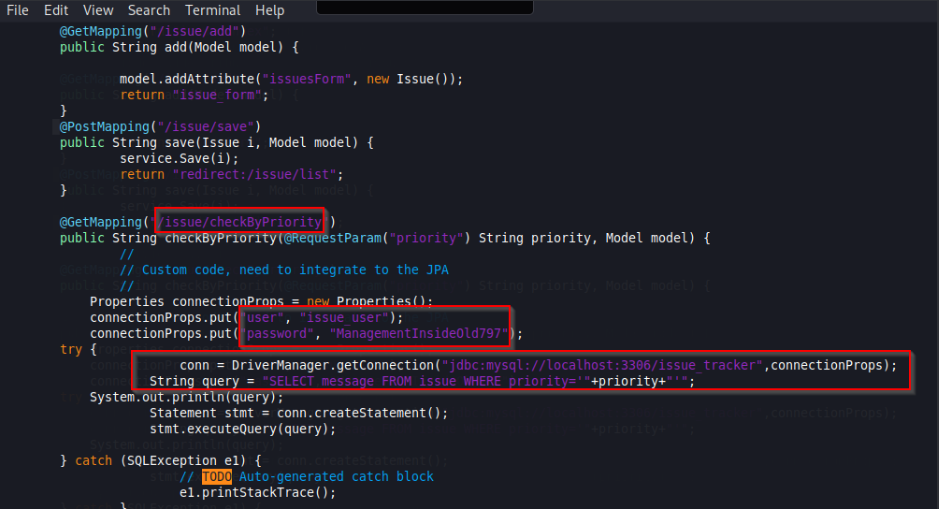 File Edit View Search Terminal Help
@GetMapping("/issue/add")
public String add(Model model) {
model.addAttribute("issuesForm", new Issue());
return "issue_form";
}
@PostMapping("/issue/save")
public String save(Issue i, Model model) {
service.Save(i);
return "redirect:/issue/list";
}
@GetMapping("/issue/checkByPriority")
public String checkByPriority(@RequestParam("priority") String priority, Model model) {
//
// Custom code, need to integrate to the JPA
//
Properties connectionProps = new Properties();
connectionProps.put("user", "issue_user");
connectionProps.put("password", "ManagementInsideOld797");
try {
conn = DriverManager.getConnection("jdbc:mysql://localhost:3306/issue_tracker",connectionProps);
String query = "SELECT message FROM issue WHERE priority='"+priority+"'";
System.out.println(query);
Statement stmt = conn.createStatement();
stmt.executeQuery(query);
} catch (SQLException e1) {
// TODO Auto-generated catch block
e1.printStackTrace();
}